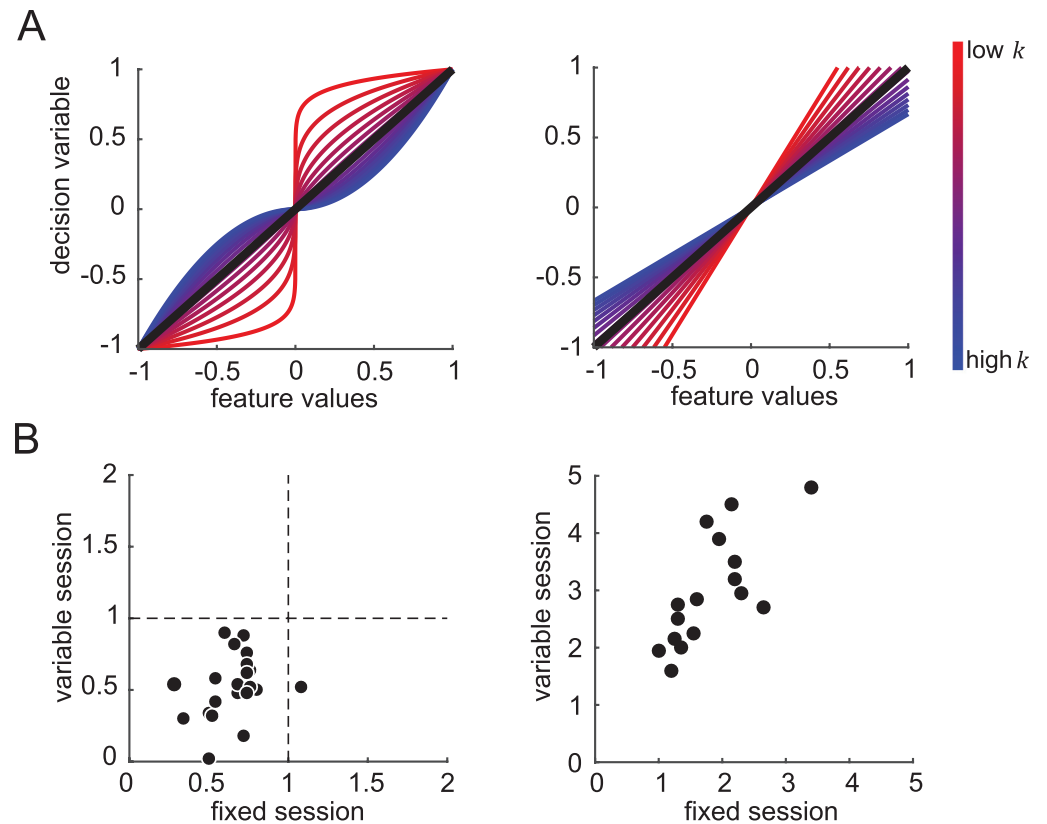 A
decision variable
1
0.5
0
-0.5
-1
-1 -0.5 0 0.5 1
feature values
1
0.5
0
-0.5
-1
-1 -0.5 0 0.5 1
feature values
low k
high k
B
variable session
2
1.5
1
0.5
0
0 0.5 1 1.5 2
fixed session
variable session
5
4
3
2
1
0
0 1 2 3 4 5
fixed session